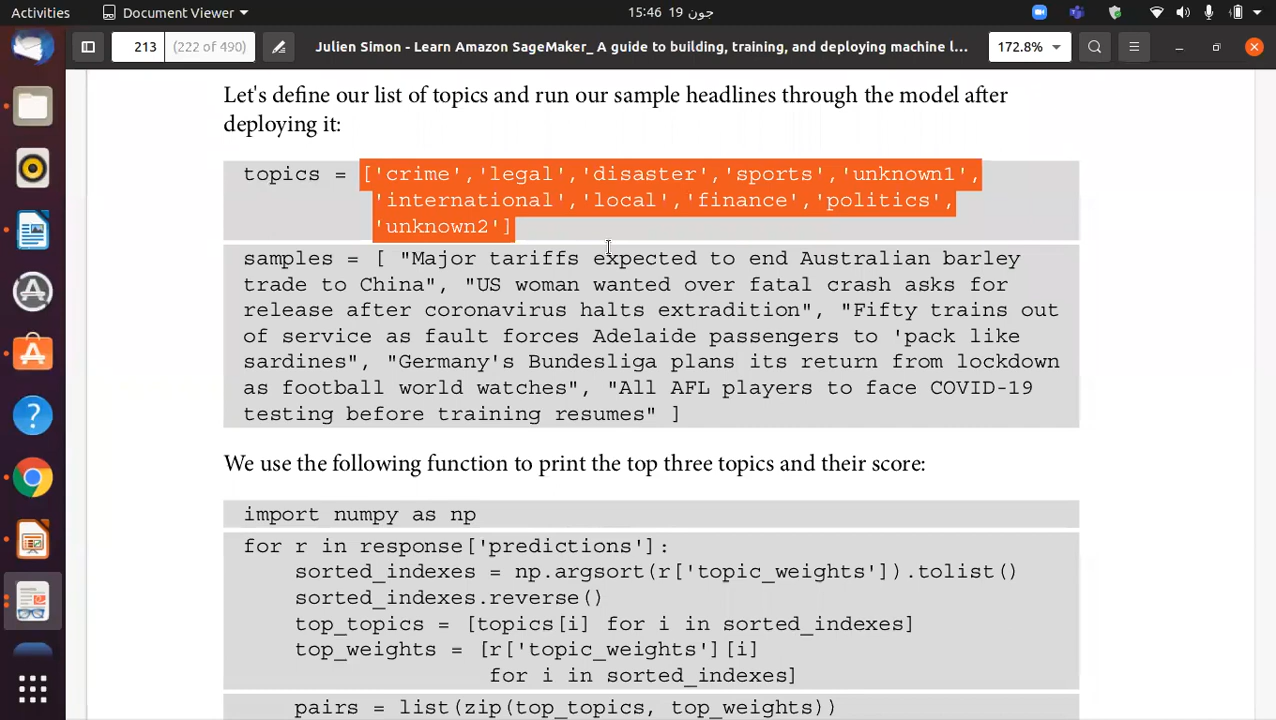 Activities
Document Viewer
15:46 19 جون
213
(222 of 490)
Julien Simon - Learn Amazon SageMaker_ A guide to building, training, and deploying machine l...
172.8%
Let's define our list of topics and run our sample headlines through the model after
deploying it:
topics = ['crime','legal','disaster','sports','unknown1',
'international','local','finance','politics',
'unknown2']
samples = [ "Major tariffs expected to end Australian barley
trade to China", "US woman wanted over fatal crash asks for
release after coronavirus halts extradition", "Fifty trains out
of service as fault forces Adelaide passengers to 'pack like
sardines", "Germany's Bundesliga plans its return from lockdown
as football world watches", "All AFL players to face COVID-19
testing before training resumes" ]
We use the following function to print the top three topics and their score:
import numpy as np
for r in response['predictions']:
sorted_indexes = np.argsort(r['topic_weights']).tolist()
sorted_indexes.reverse()
top_topics = [topics[i] for i in sorted_indexes]
top_weights = [r['topic_weights'][i]
for i in sorted_indexes]
pairs = list(zip(top_topics, top_weights))